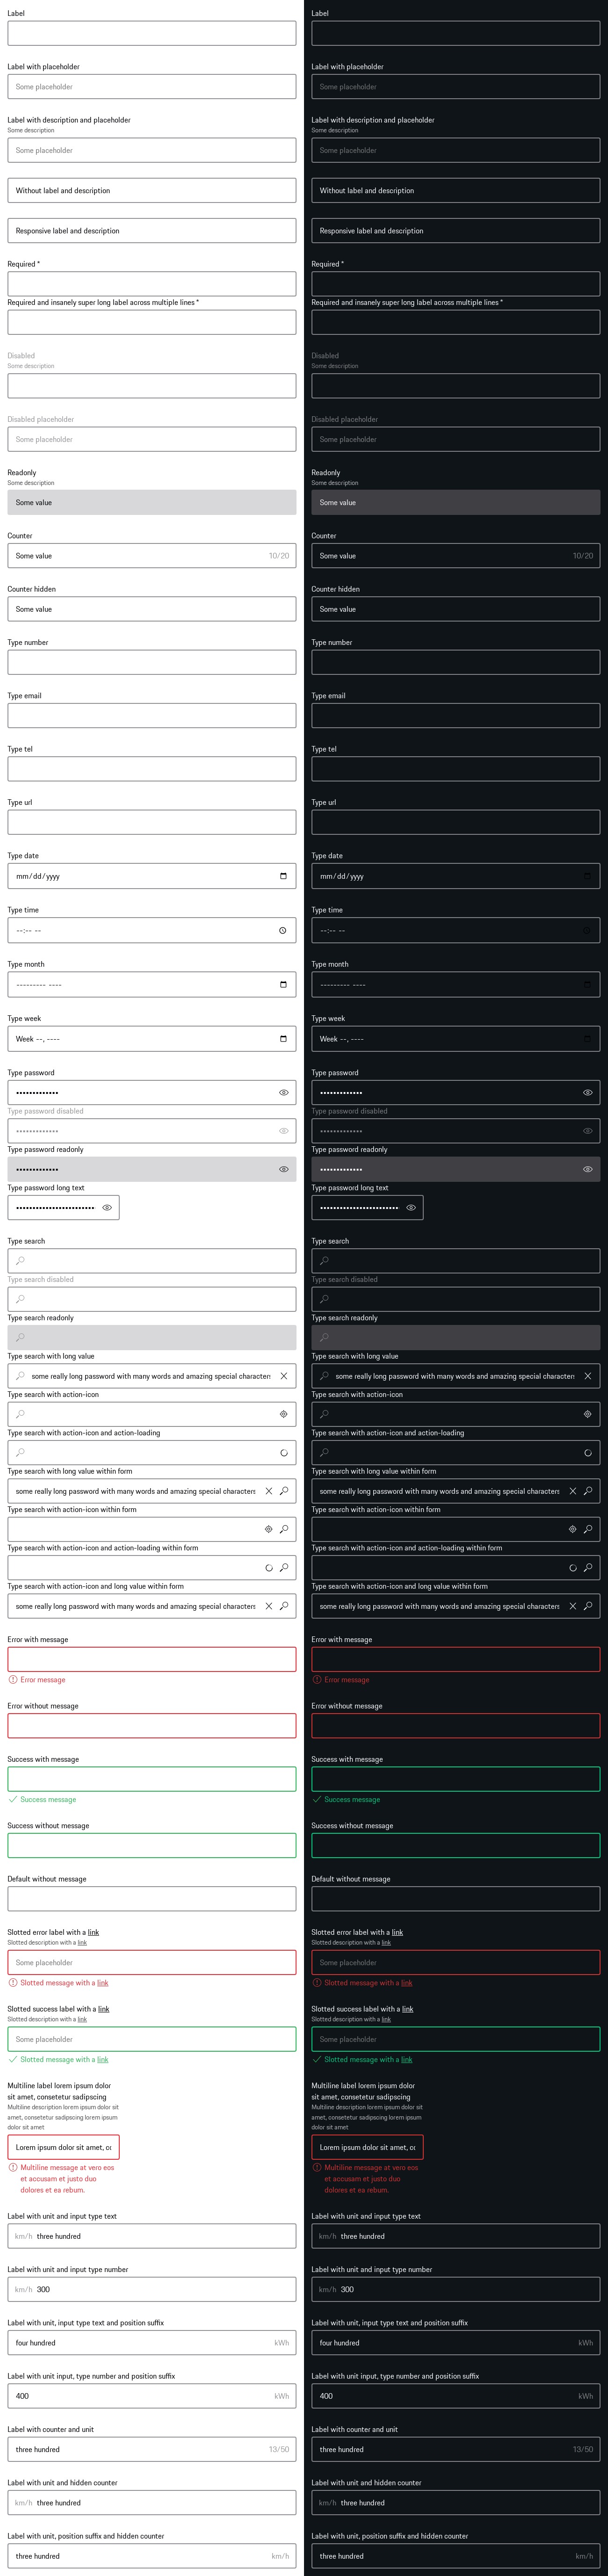 Label
Label with placeholder
Some placeholder
Label with description and placeholder
Some description
Some placeholder
Without label and description
Responsive label and description
Required *
Required and insanely super long label across multiple lines *
Disabled
Some description
Disabled placeholder
Some placeholder
Readonly
Some description
Some value
Counter
Some value 10/20
Counter hidden
Some value
Type number
Type email
Type tel
Type url
Type date
mm/dd/yyyy
Type time
--:-- --
Type month
--------- ----
Type week
Week --, ----
Type password
Type password disabled
Type password readonly
Type password long text
Type search
Type search disabled
Type search readonly
Type search with long value
some really long password with many words and amazing special characters
Type search with action-icon
Type search with action-icon and action-loading
Type search with long value within form
some really long password with many words and amazing special characters
Type search with action-icon within form
Type search with action-icon and action-loading within form
Type search with action-icon and long value within form
some really long password with many words and amazing special characters
Error with message
Error message
Error without message
Success with message
Success message
Success without message
Default without message
Slotted error label with a link
Slotted description with a link
Some placeholder
Slotted message with a link
Slotted success label with a link
Slotted description with a link
Some placeholder
Slotted message with a link
Multiline label lorem ipsum dolor
sit amet, consetetur sadipscing
Multiline description lorem ipsum dolor sit
amet, consetetur sadipscing lorem ipsum
dolor sit amet
Lorem ipsum dolor sit amet, co
Multiline message at vero eos
et accusam et justo duo
dolores et ea rebum.
Label with unit and input type text
km/h three hundred
Label with unit and input type number
km/h 300
Label with unit, input type text and position suffix
four hundred kWh
Label with unit input, type number and position suffix
400 kWh
Label with counter and unit
three hundred 13/50
Label with unit and hidden counter
km/h three hundred
Label with unit, position suffix and hidden counter
three hundred km/h
Label
Label with placeholder
Some placeholder
Label with description and placeholder
Some description
Some placeholder
Without label and description
Responsive label and description
Required *
Required and insanely super long label across multiple lines *
Disabled
Some description
Disabled placeholder
Some placeholder
Readonly
Some description
Some value
Counter
Some value 10/20
Counter hidden
Some value
Type number
Type email
Type tel
Type url
Type date
mm/dd/yyyy
Type time
--:-- --
Type month
--------- ----
Type week
Week --, ----
Type password
Type password disabled
Type password readonly
Type password long text
Type search
Type search disabled
Type search readonly
Type search with long value
some really long password with many words and amazing special characters
Type search with action-icon
Type search with action-icon and action-loading
Type search with long value within form
some really long password with many words and amazing special characters
Type search with action-icon within form
Type search with action-icon and action-loading within form
Type search with action-icon and long value within form
some really long password with many words and amazing special characters
Error with message
Error message
Error without message
Success with message
Success message
Success without message
Default without message
Slotted error label with a link
Slotted description with a link
Some placeholder
Slotted message with a link
Slotted success label with a link
Slotted description with a link
Some placeholder
Slotted message with a link
Multiline label lorem ipsum dolor
sit amet, consetetur sadipscing
Multiline description lorem ipsum dolor sit
amet, consetetur sadipscing lorem ipsum
dolor sit amet
Lorem ipsum dolor sit amet, co
Multiline message at vero eos
et accusam et justo duo
dolores et ea rebum.
Label with unit and input type text
km/h three hundred
Label with unit and input type number
km/h 300
Label with unit, input type text and position suffix
four hundred kWh
Label with unit input, type number and position suffix
400 kWh
Label with counter and unit
three hundred 13/50
Label with unit and hidden counter
km/h three hundred
Label with unit, position suffix and hidden counter
three hundred km/h